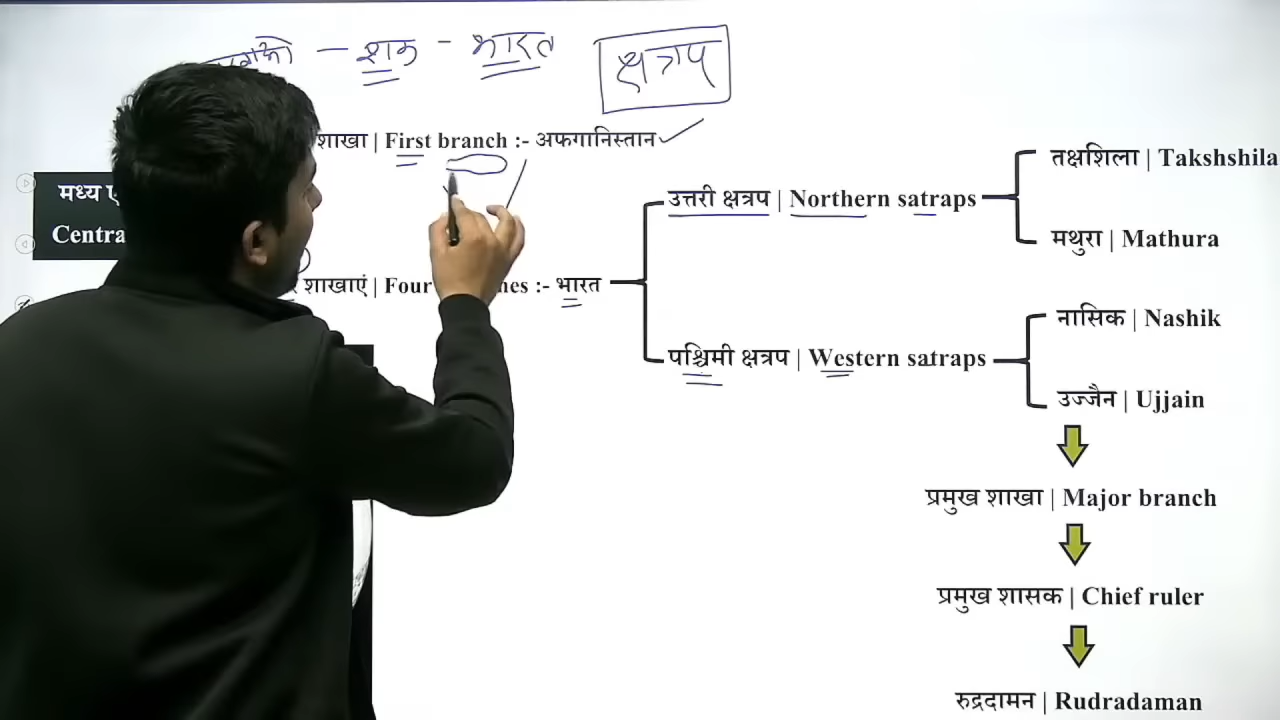 – शक - भारत
क्षत्रप
शाखा | First branch :- अफगानिस्तान
मध्य
Centra
उत्तरी क्षत्रप | Northern satraps
तक्षशिला | Takshshila
मथुरा | Mathura
शाखाएं | Four :- भारत
पश्चिमी क्षत्रप | Western satraps
नासिक | Nashik
उज्जैन | Ujjain
प्रमुख शाखा | Major branch
प्रमुख शासक | Chief ruler
रुद्रदामन | Rudradaman